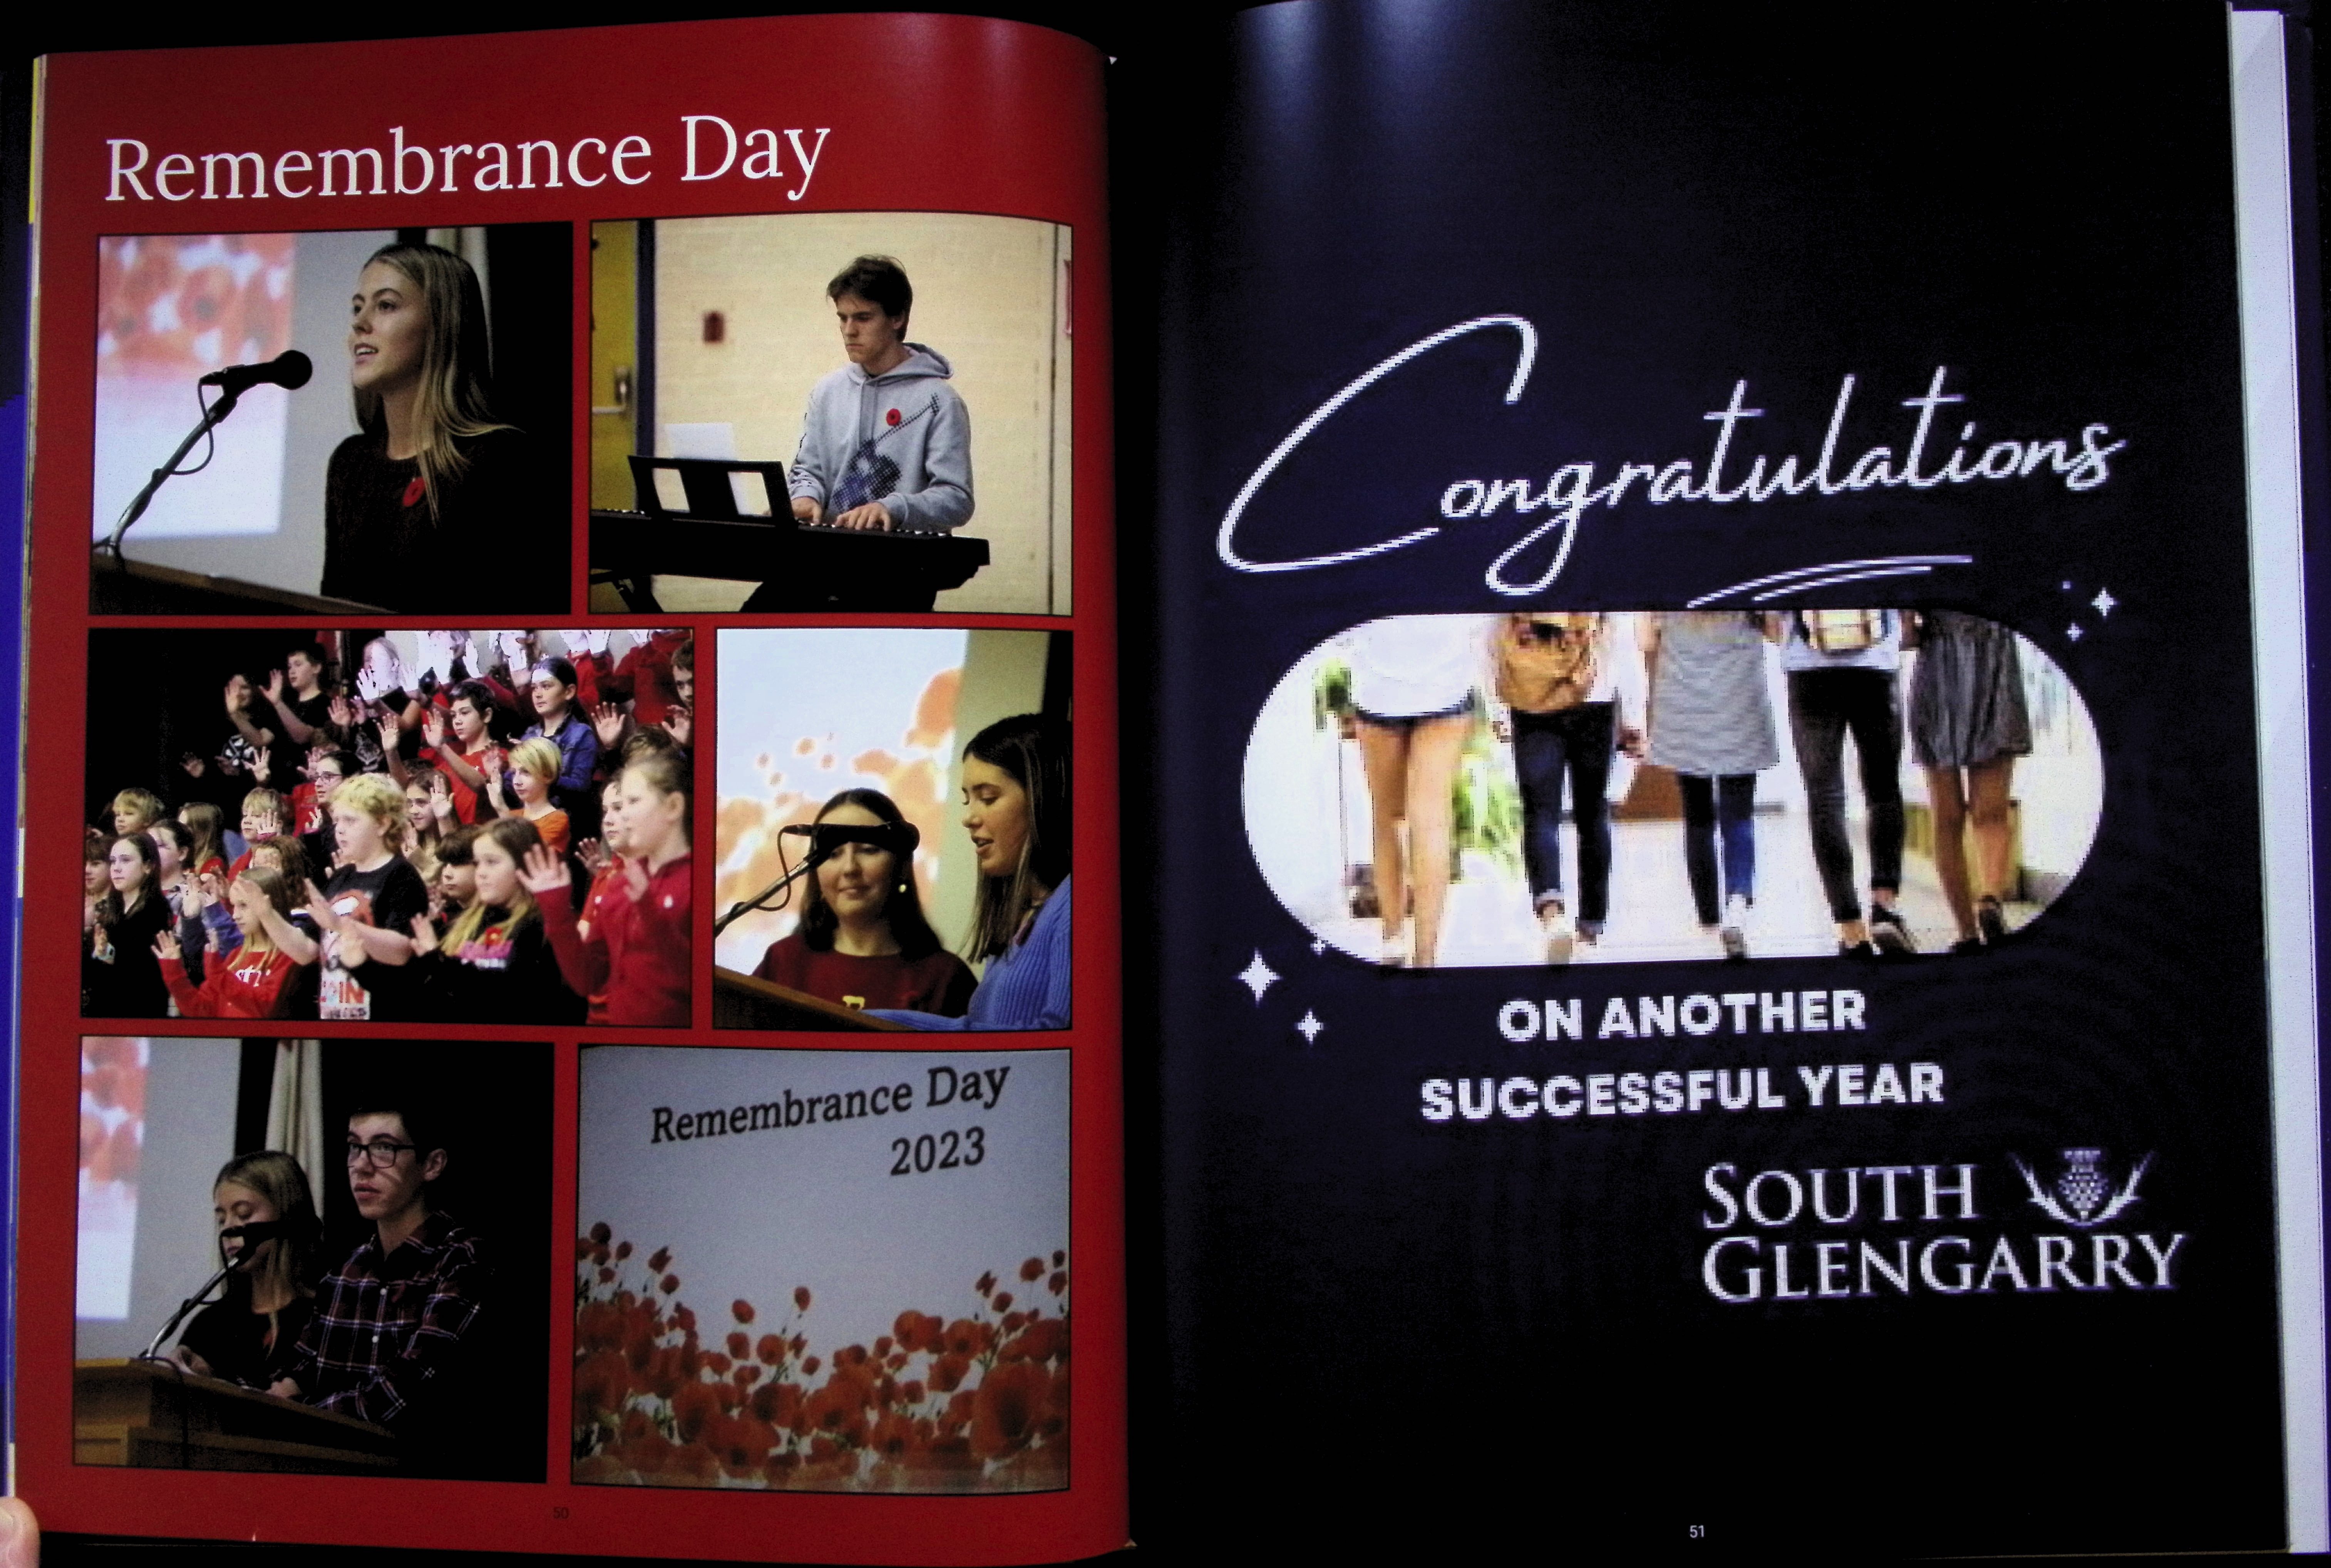 Remembrance Day
Remembrance Day
2023
50
Congratulations
ON ANOTHER
SUCCESSFUL YEAR
SOUTH
GLENGARRY
51